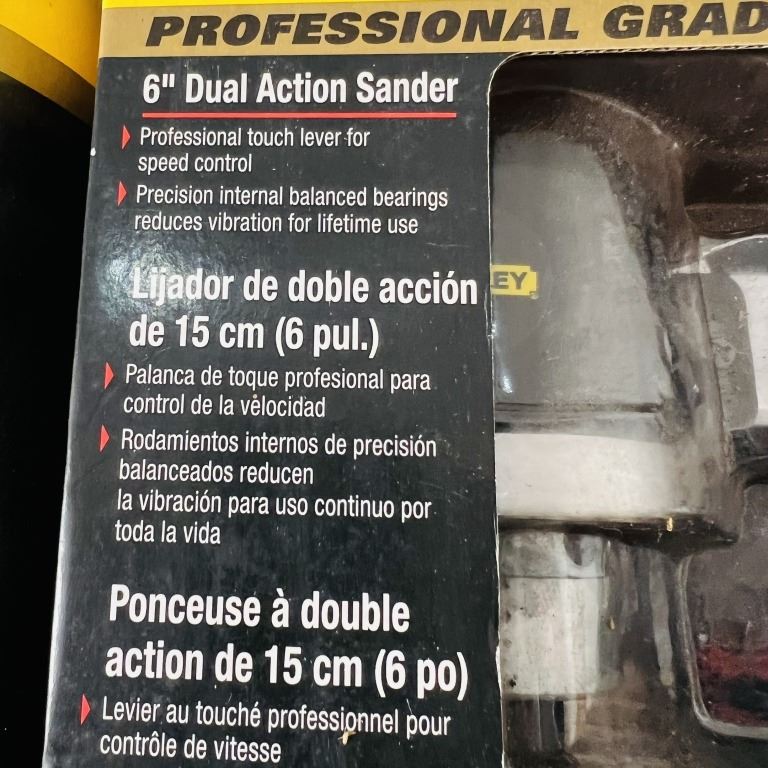 PROFESSIONAL GRAD
6" Dual Action Sander
Professional touch lever for
speed control
Precision internal balanced bearings
reduces vibration for lifetime use
Lijador de doble acción
de 15 cm (6 pul.)
Palanca de toque profesional para
control de la velocidad
Rodamientos internos de precisión
balanceados reducen
la vibración para uso continuo por
toda la vida
EY
Ponceuse à double
action de 15 cm (6 po)
Levier au touché professionnel pour
contrôle de vitesse